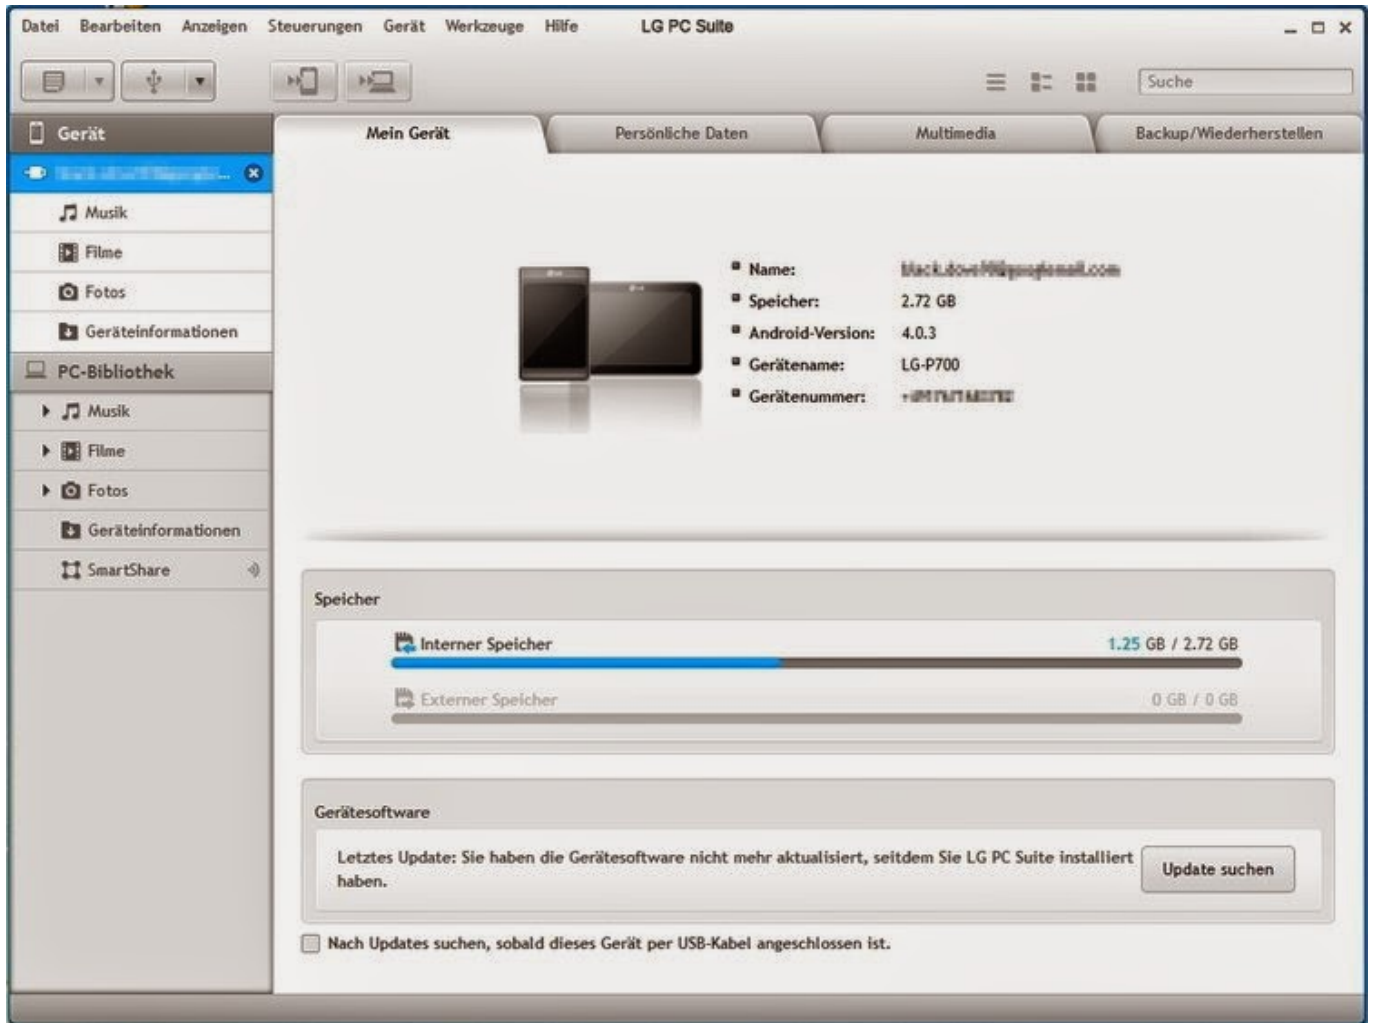 Datei Bearbeiten Anzeigen Steuerungen Gerät Werkzeuge Hilfe LG PC Suite
Suche
Gerät
Mein Gerät
Persönliche Daten
Multimedia
Backup/Wiederherstellen
Musik
Filme
Fotos
Geräteinformationen
PC-Bibliothek
Musik
Filme
Fotos
Geräteinformationen
SmartShare
Name:
Speicher: 2.72 GB
Android-Version: 4.0.3
Gerätename: LG-P700
Gerätenummer:
Speicher
Interner Speicher 1.25 GB / 2.72 GB
Externer Speicher 0 GB / 0 GB
Gerätesoftware
Letztes Update: Sie haben die Gerätesoftware nicht mehr aktualisiert, seitdem Sie LG PC Suite installiert
haben.
Update suchen
Nach Updates suchen, sobald dieses Gerät per USB-Kabel angeschlossen ist.